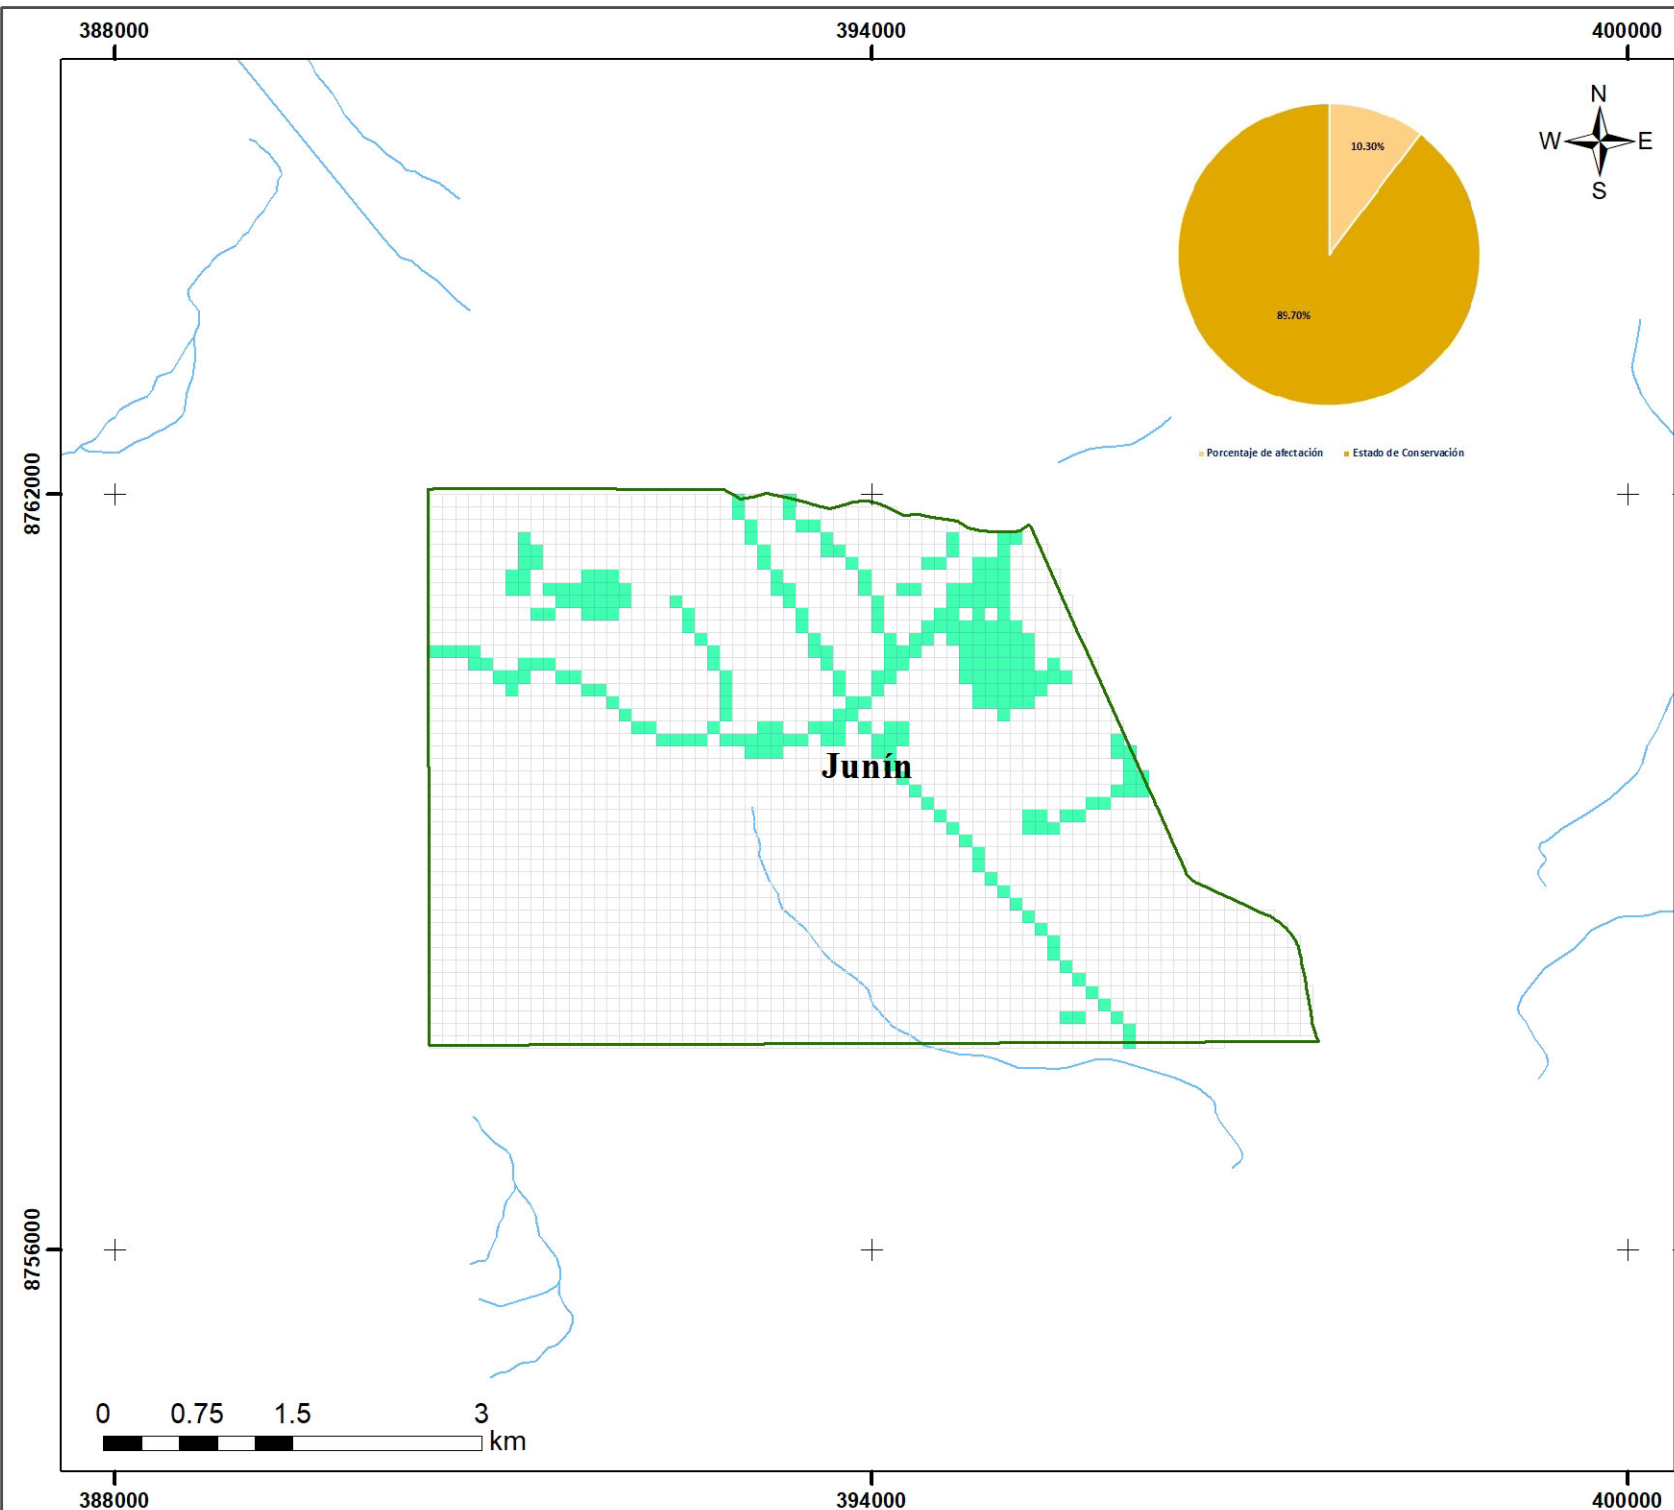 388000 394000 400000
N
W E
S
10.30%
89.70%
Porcentaje de afectación Estado de Conservación
8762000
Junín
8756000
0 0.75 1.5 3
km
388000 394000 400000